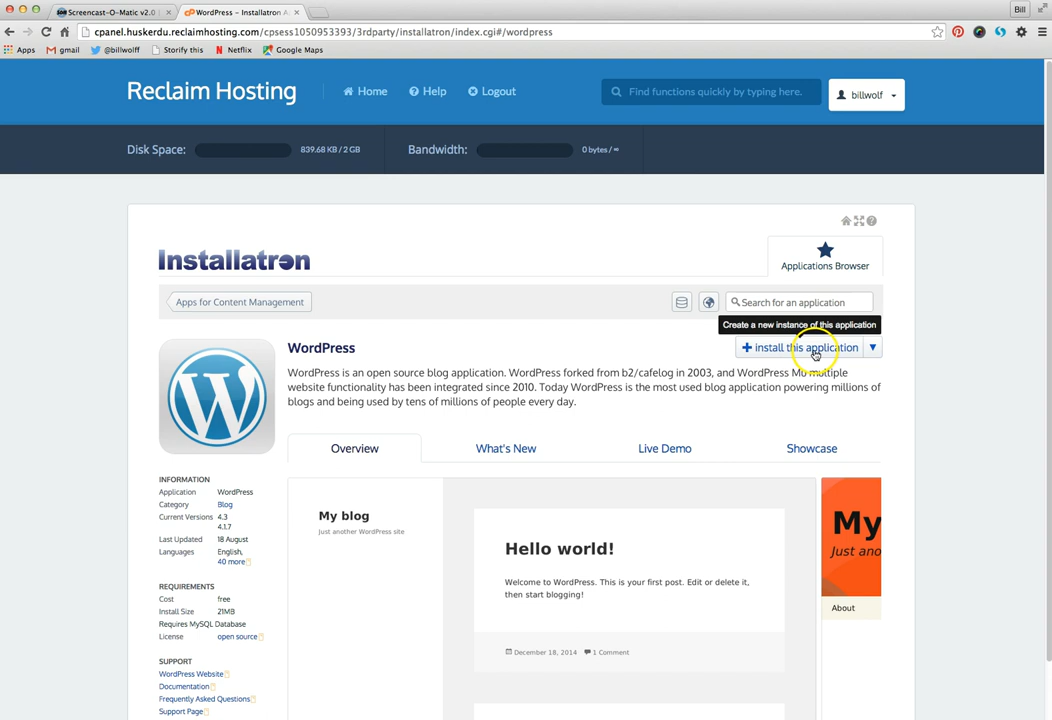 Screencast-O-Matic v2.0
WordPress – Installatron A
Bill
cpanel.huskerdu.reclaimhosting.com/cpsess1050953393/3rdparty/installatron/index.cgi#/wordpress
Apps gmail @billwolff Storify this Netflix Google Maps
Reclaim Hosting Home Help Logout Find functions quickly by typing here. billwolf
Disk Space: 839.68 KB / 2 GB Bandwidth: 0 bytes / ∞
Installatron
Applications Browser
Apps for Content Management Search for an application
Create a new instance of this application
install this application
WordPress
WordPress is an open source blog application. WordPress forked from b2/cafelog in 2003, and WordPress Mu multiple
website functionality has been integrated since 2010. Today WordPress is the most used blog application powering millions of
blogs and being used by tens of millions of people every day.
Overview What's New Live Demo Showcase
INFORMATION
Application WordPress
Category Blog
Current Versions 4.3
4.1.7
Last Updated 18 August
Languages English,
40 more
REQUIREMENTS
Cost free
Install Size 21MB
Requires MySQL Database
License open source
SUPPORT
WordPress Website
Documentation
Frequently Asked Questions
Support Page
My blog
Just another WordPress site
Hello world!
Welcome to WordPress. This is your first post. Edit or delete it,
then start blogging!
December 18, 2014 1 Comment
My
Just ano
About